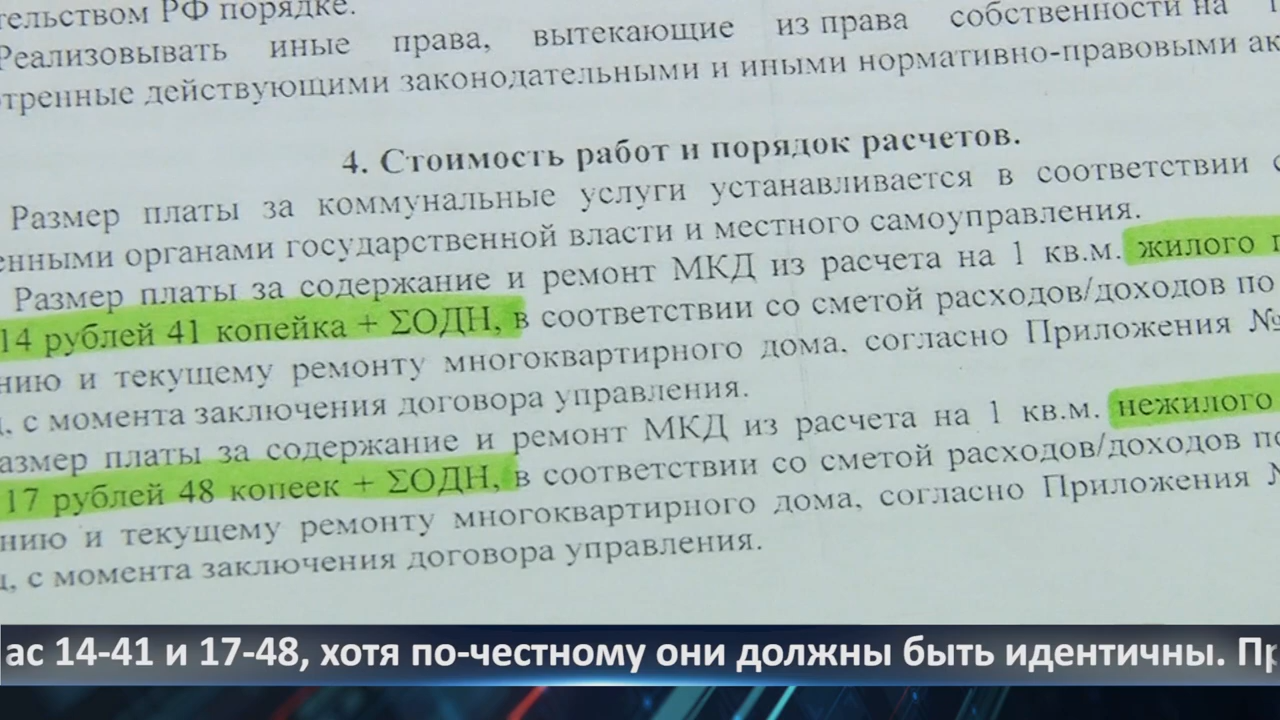 тельством РФ порядке.
Реализовывать иные права, вытекающие из права собственности на
тренные действующими законодательными и иными нормативно-правовыми ак
4. Стоимость работ и порядок расчетов.
Размер платы за коммунальные услуги устанавливается в соответствии с
енными органами государственной власти и местного самоуправления.
Размер платы за содержание и ремонт МКД из расчета на 1 кв.м. жилого п
14 рублей 41 копейка + ΣОДН, в соответствии со сметой расходов/доходов по
нию и текущему ремонту многоквартирного дома, согласно Приложения №
, с момента заключения договора управления.
азмер платы за содержание и ремонт МКД из расчета на 1 кв.м. нежилого
17 рублей 48 копеек + ΣОДН, в соответствии со сметой расходов/доходов по
нию и текущему ремонту многоквартирного дома, согласно Приложения №
, с момента заключения договора управления.
ас 14-41 и 17-48, хотя по-честному они должны быть идентичны. Пр